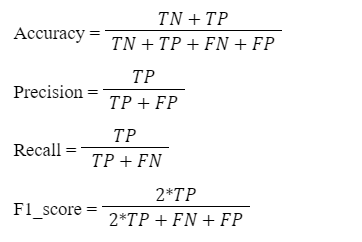 Accuracy = TN + TP / TN + TP + FN + FP
Precision = TP / TP + FP
Recall = TP / TP + FN
F1_score = 2*TP / 2*TP + FN + FP